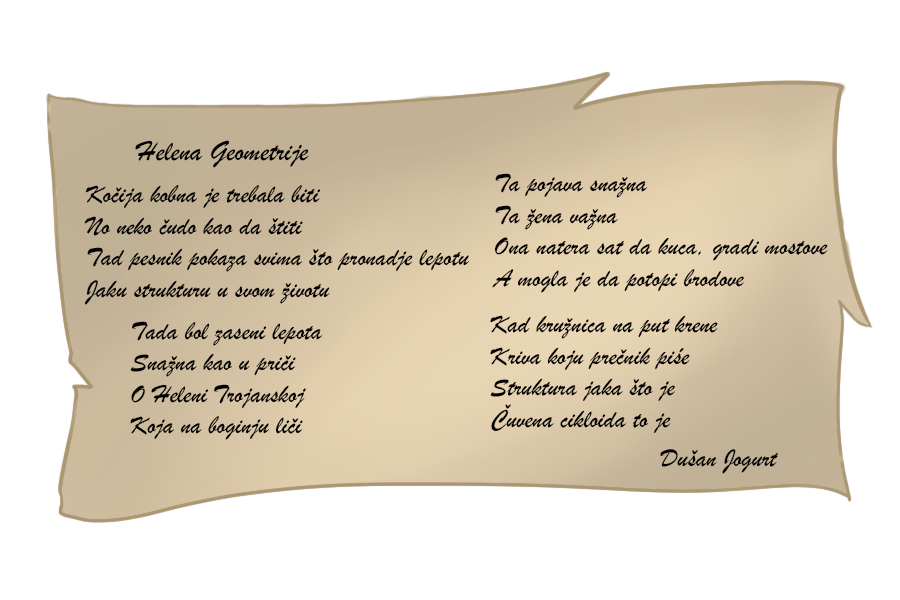 Helena Geometrije
Kočija kobna je trebala biti
No neko čudo kao da štiti
Tad pesnik pokaza svima što pronadje lepotu
Jaku strukturu u svom životu
Tada bol zaseni lepota
Snažna kao u priči
O Heleni Trojanskoj
Koja na boginju liči
Ta pojava snažna
Ta žena važna
Ona natera sat da kuca, gradi mostove
A mogla je da potopi brodove
Kad kružnica na put krene
Kriva koju prečnik piśe
Struktura jaka što je
Čuvena cikloida to je
Dušan Jogurt